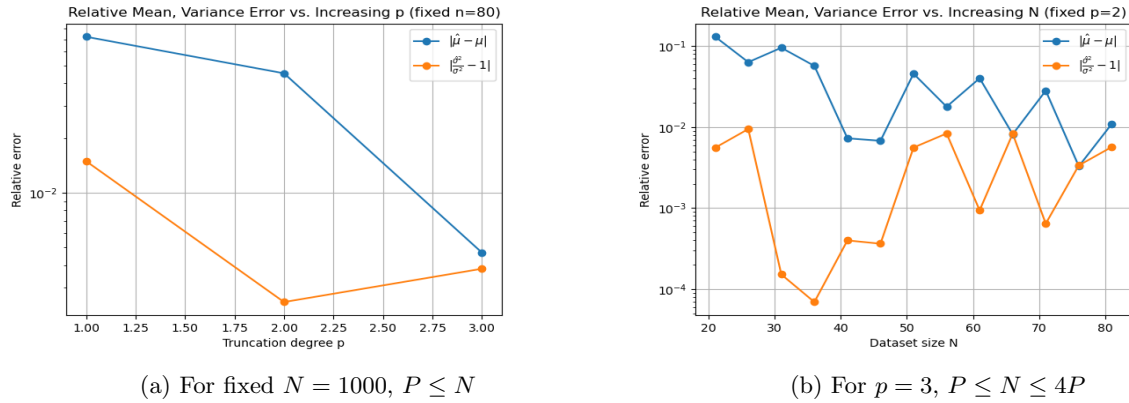 Relative Mean, Variance Error vs. Increasing p (fixed n=80)
|μ̂ − μ|
|σ̂²/σ² − 1|
Relative error
10⁻²
1.00 1.25 1.50 1.75 2.00 2.25 2.50 2.75 3.00
Truncation degree p
(a) For fixed N = 1000, P ≤ N
Relative Mean, Variance Error vs. Increasing N (fixed p=2)
|μ̂ − μ|
|σ̂²/σ² − 1|
Relative error
10⁻¹
10⁻²
10⁻³
10⁻⁴
20 30 40 50 60 70 80
Dataset size N
(b) For p = 3, P ≤ N ≤ 4P